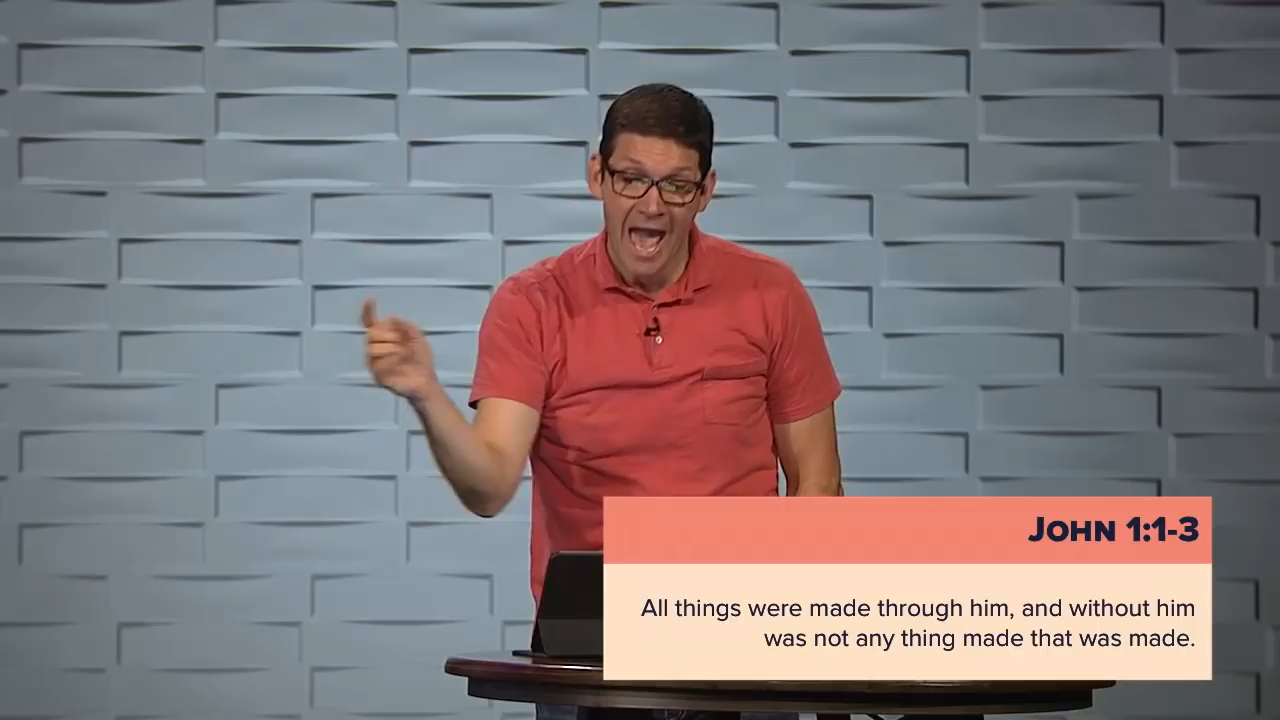 John 1:1-3
All things were made through him, and without him
was not any thing made that was made.